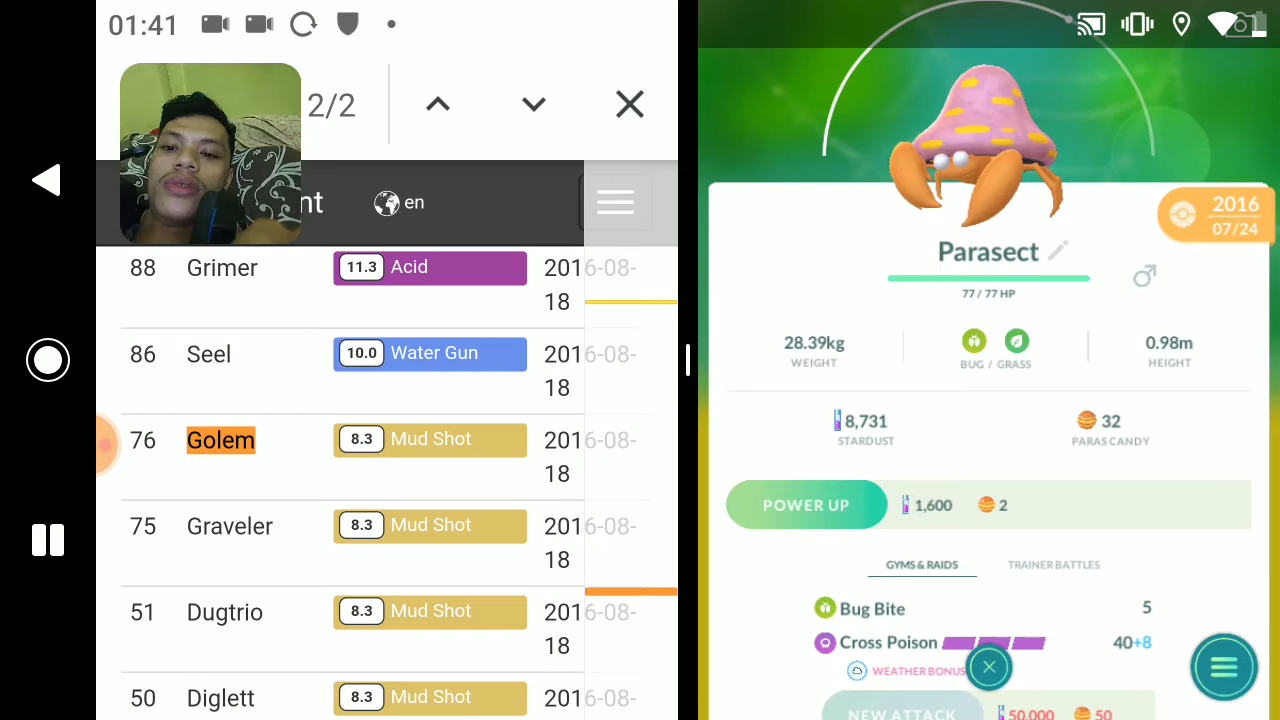 01:41
2/2
nt
en
88 Grimer 11.3 Acid 2016-08-
18
86 Seel 10.0 Water Gun 2016-08-
18
76 Golem 8.3 Mud Shot 2016-08-
18
75 Graveler 8.3 Mud Shot 2016-08-
18
51 Dugtrio 8.3 Mud Shot 2016-08-
18
50 Diglett 8.3 Mud Shot 2016-08-
2016
07/24
Parasect
77 / 77 HP
28.39kg
WEIGHT
BUG / GRASS
0.98m
HEIGHT
8,731
STARDUST
32
PARAS CANDY
POWER UP 1,600 2
GYMS & RAIDS TRAINER BATTLES
Bug Bite 5
Cross Poison 40+8
WEATHER BONUS
NEW ATTACK 50,000 50